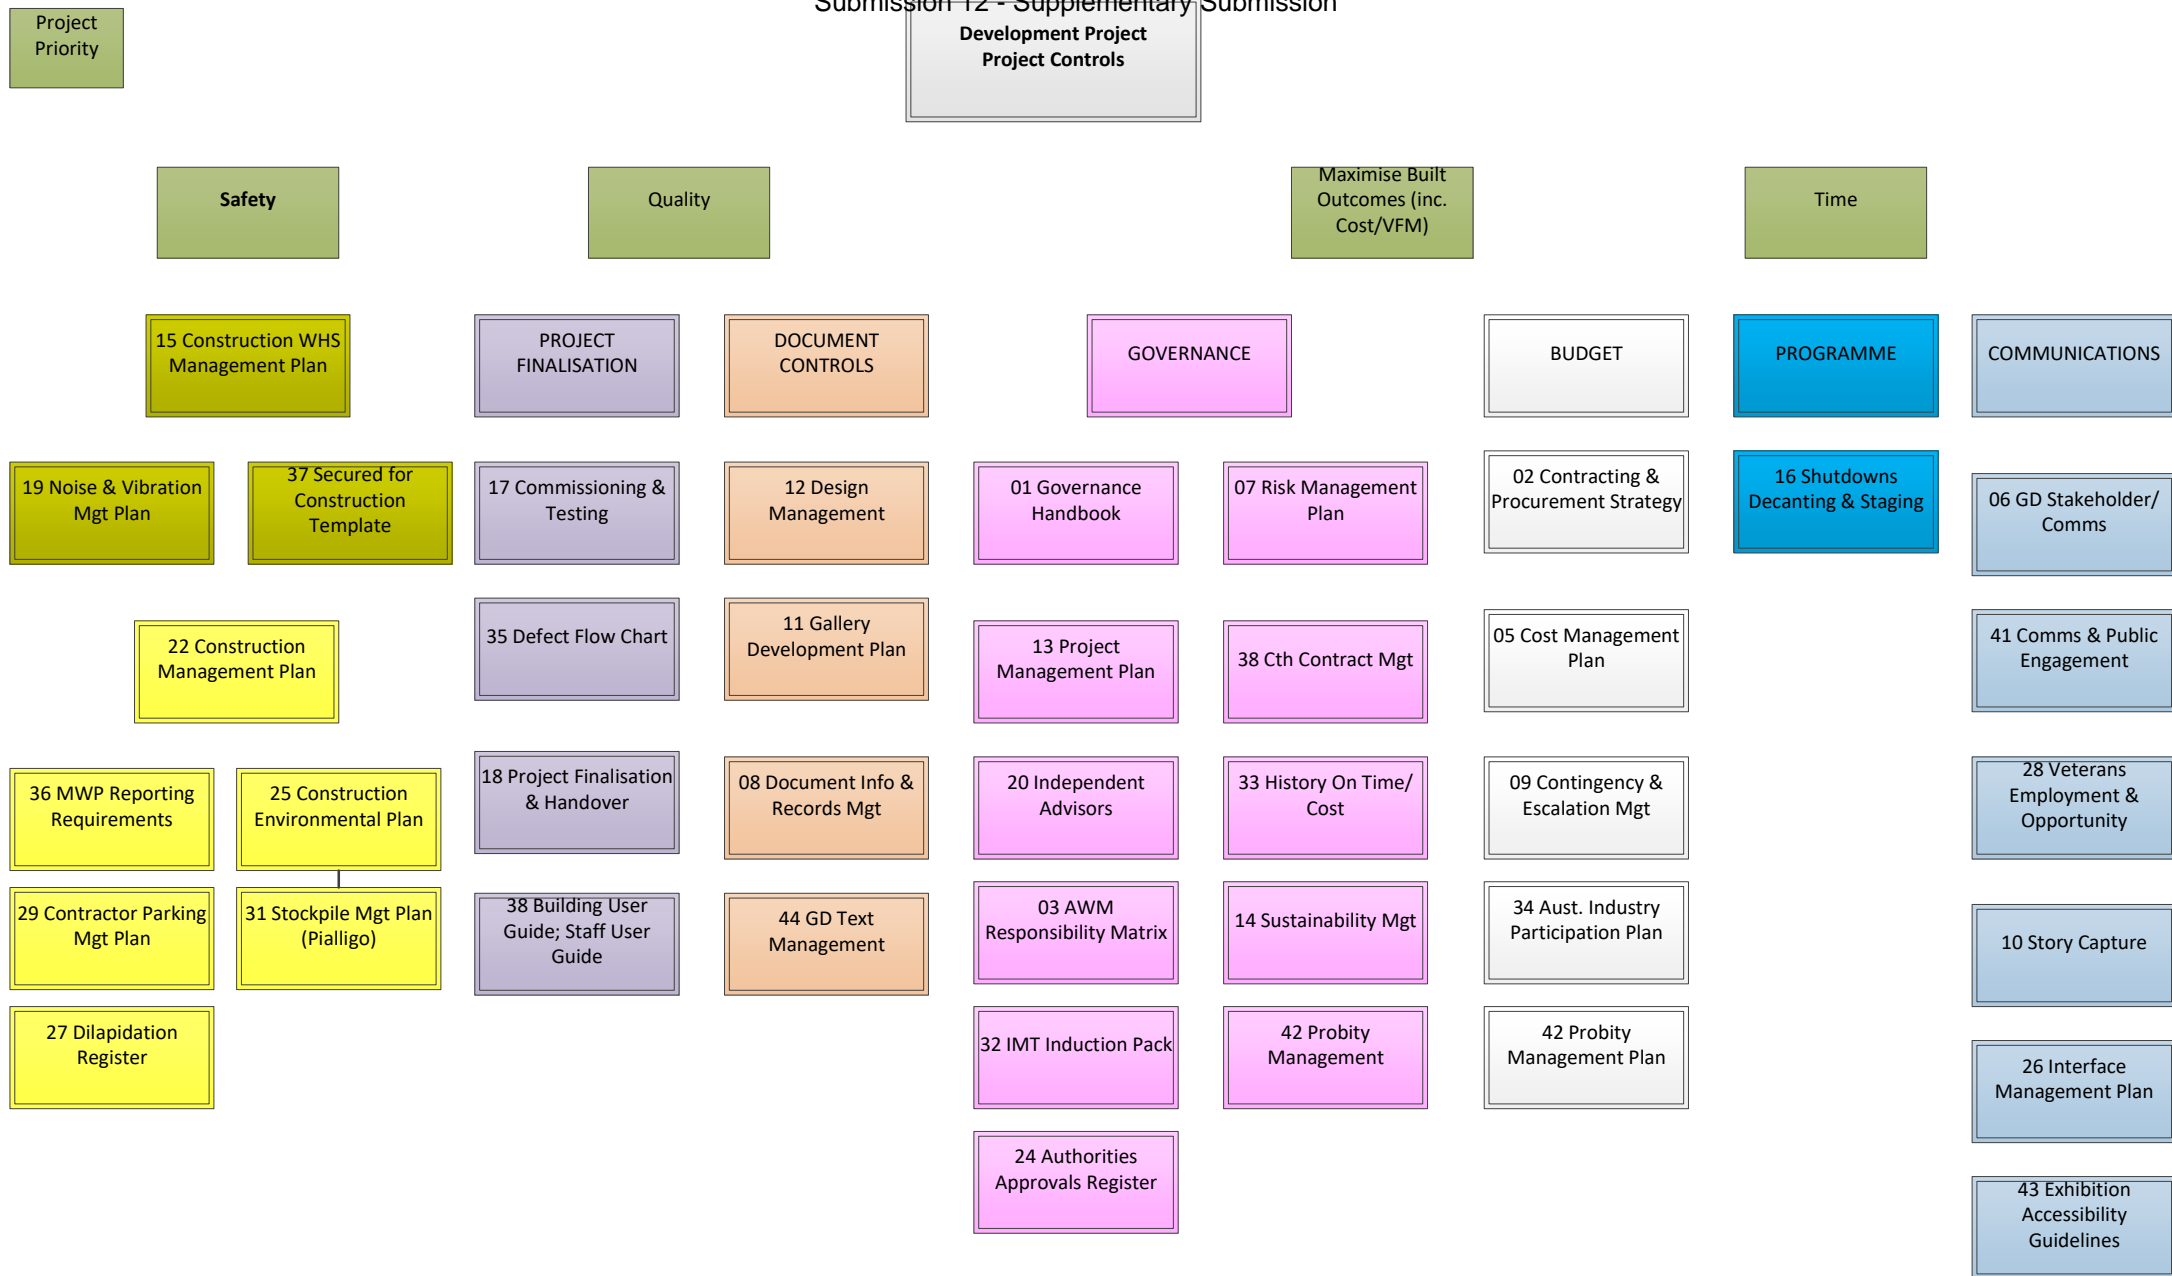 Submission 12 - Supplementary Submission
Project
Priority
Development Project
Project Controls
Safety
Quality
Maximise Built
Outcomes (inc.
Cost/VFM)
Time
15 Construction WHS
Management Plan
PROJECT
FINALISATION
DOCUMENT
CONTROLS
GOVERNANCE
BUDGET
PROGRAMME
COMMUNICATIONS
19 Noise & Vibration
Mgt Plan
37 Secured for
Construction
Template
17 Commissioning &
Testing
12 Design
Management
01 Governance
Handbook
07 Risk Management
Plan
02 Contracting &
Procurement Strategy
16 Shutdowns
Decanting & Staging
06 GD Stakeholder/
Comms
22 Construction
Management Plan
35 Defect Flow Chart
11 Gallery
Development Plan
13 Project
Management Plan
38 Cth Contract Mgt
05 Cost Management
Plan
41 Comms & Public
Engagement
36 MWP Reporting
Requirements
25 Construction
Environmental Plan
18 Project Finalisation
& Handover
08 Document Info &
Records Mgt
20 Independent
Advisors
33 History On Time/
Cost
09 Contingency &
Escalation Mgt
28 Veterans
Employment &
Opportunity
29 Contractor Parking
Mgt Plan
31 Stockpile Mgt Plan
(Pialligo)
38 Building User
Guide; Staff User
Guide
44 GD Text
Management
03 AWM
Responsibility Matrix
14 Sustainability Mgt
34 Aust. Industry
Participation Plan
10 Story Capture
27 Dilapidation
Register
32 IMT Induction Pack
42 Probity
Management
42 Probity
Management Plan
26 Interface
Management Plan
24 Authorities
Approvals Register
43 Exhibition
Accessibility
Guidelines